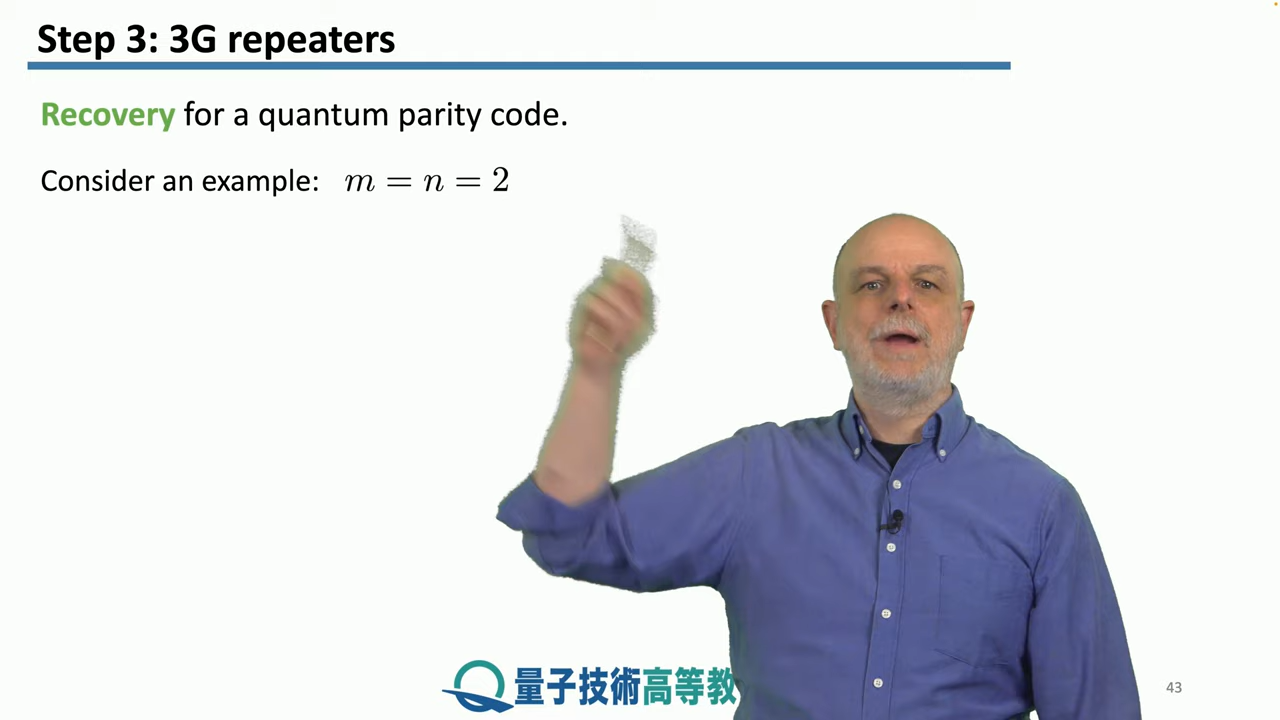 Step 3: 3G repeaters
Recovery for a quantum parity code.
Consider an example: m = n = 2
量子技術高等教
43